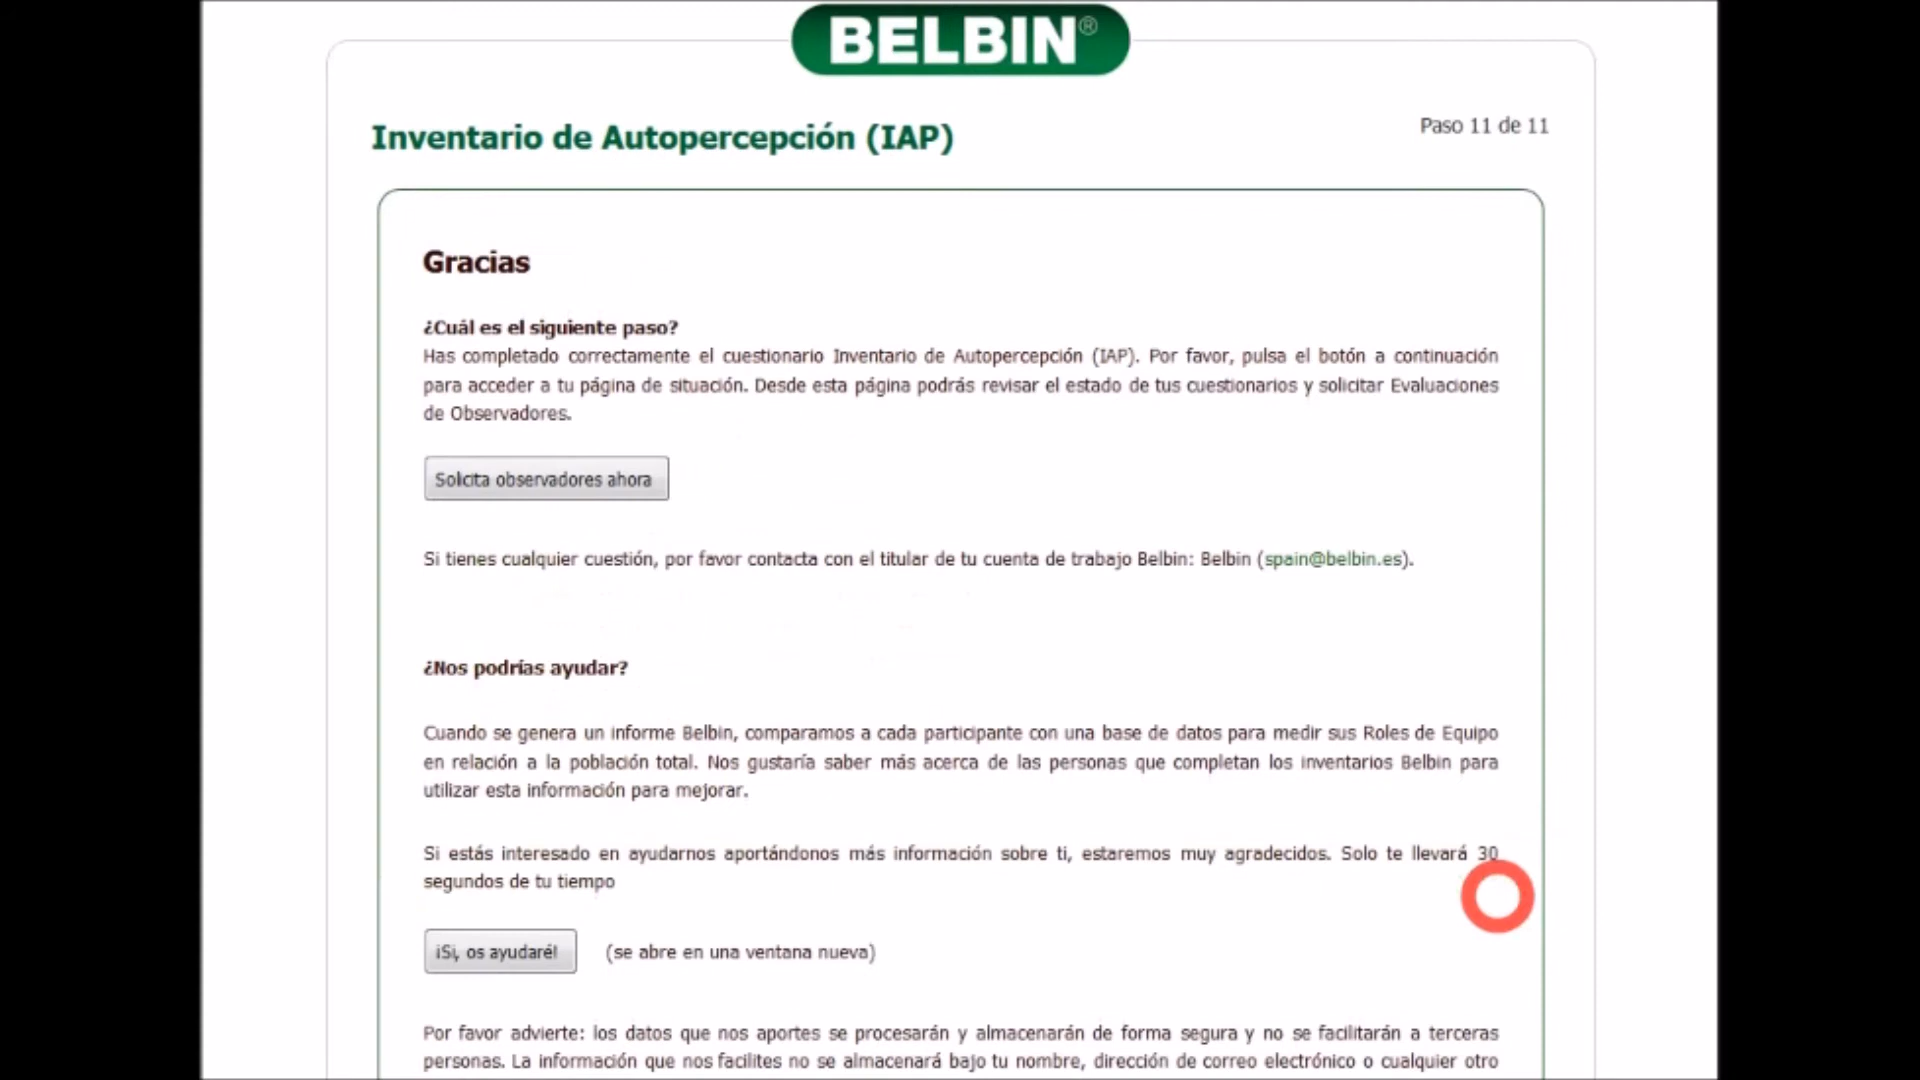 BELBIN®
Inventario de Autopercepción (IAP)
Paso 11 de 11
Gracias
¿Cuál es el siguiente paso?
Has completado correctamente el cuestionario Inventario de Autopercepción (IAP). Por favor, pulsa el botón a continuación
para acceder a tu página de situación. Desde esta página podrás revisar el estado de tus cuestionarios y solicitar Evaluaciones
de Observadores.
Solicita observadores ahora
Si tienes cualquier cuestión, por favor contacta con el titular de tu cuenta de trabajo Belbin: Belbin (spain@belbin.es).
¿Nos podrías ayudar?
Cuando se genera un informe Belbin, comparamos a cada participante con una base de datos para medir sus Roles de Equipo
en relación a la población total. Nos gustaría saber más acerca de las personas que completan los inventarios Belbin para
utilizar esta información para mejorar.
Si estás interesado en ayudarnos aportándonos más información sobre ti, estaremos muy agradecidos. Solo te llevará 30
segundos de tu tiempo
¡Si, os ayudaré! (se abre en una ventana nueva)
Por favor advierte: los datos que nos aportes se procesarán y almacenarán de forma segura y no se facilitarán a terceras
personas. La información que nos facilites no se almacenará bajo tu nombre, dirección de correo electrónico o cualquier otro